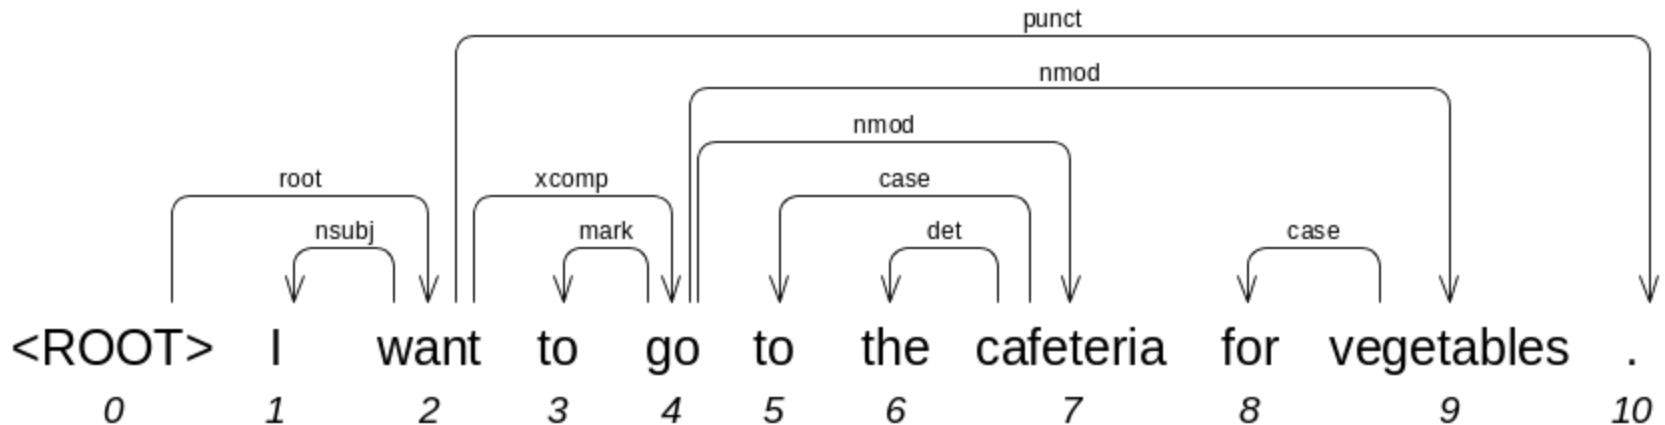 punct
nmod
nmod
root xcomp case
nsubj mark det case
<ROOT> I want to go to the cafeteria for vegetables .
0 1 2 3 4 5 6 7 8 9 10